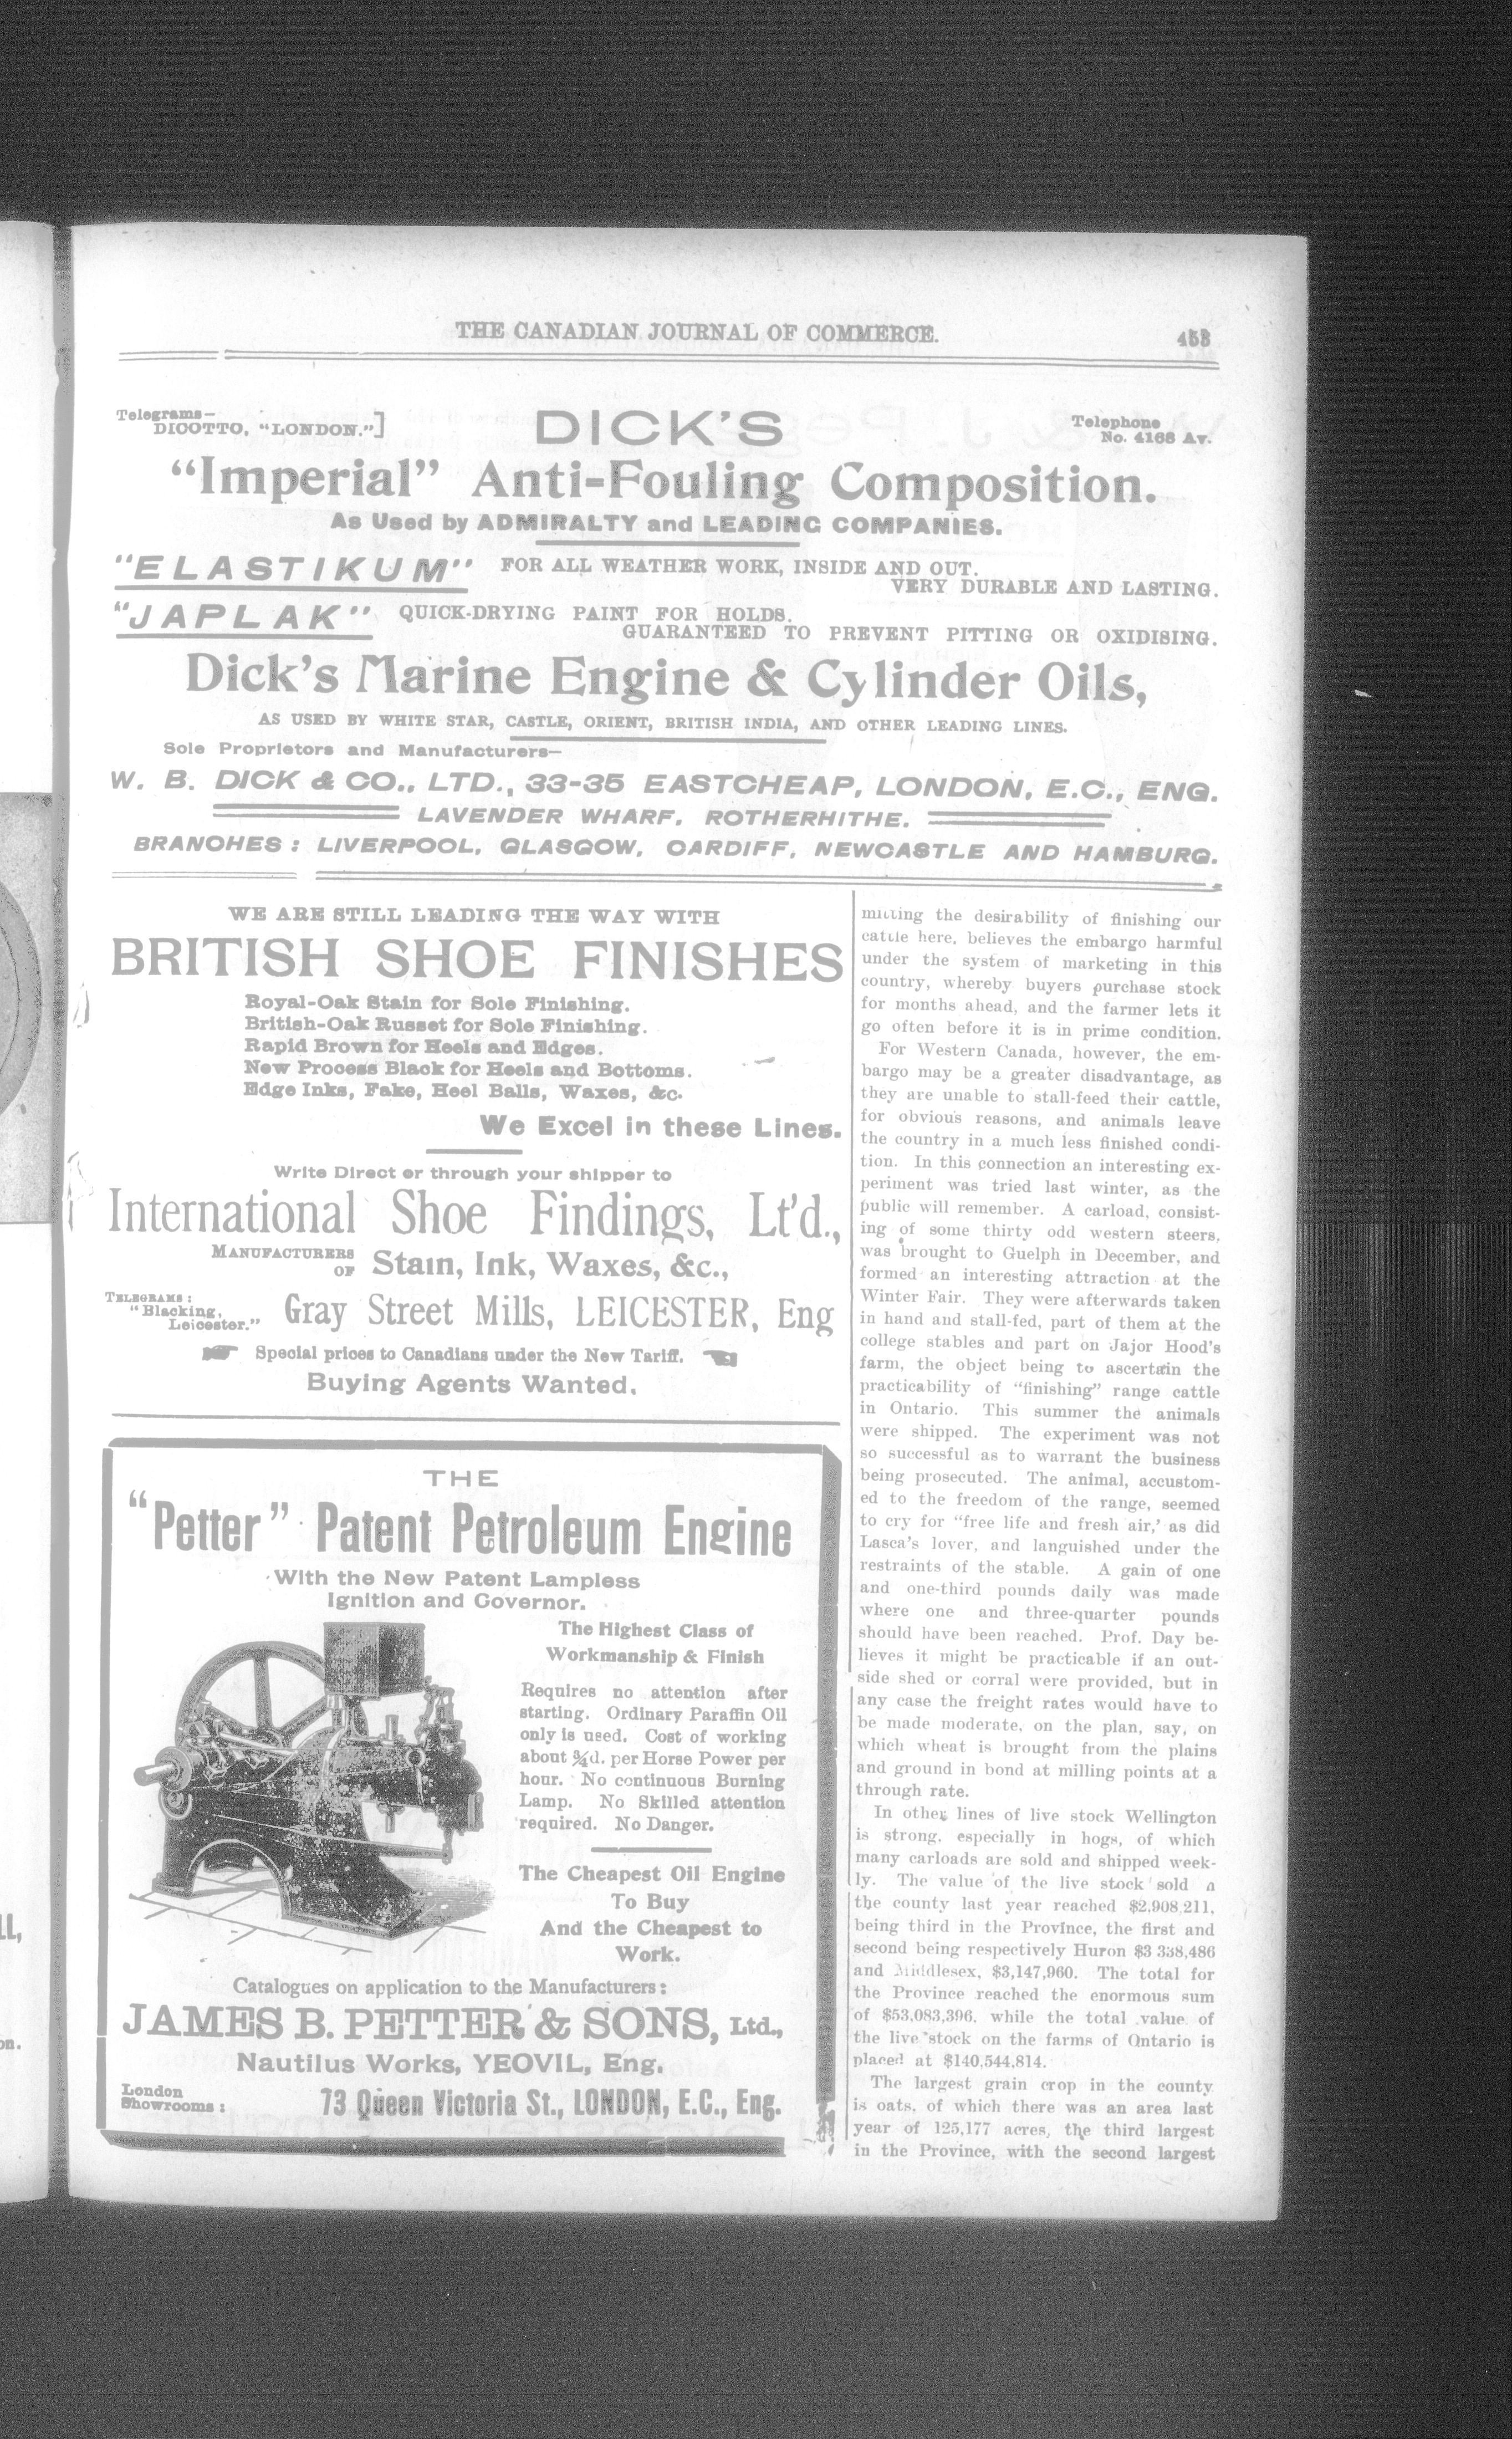 THE CANADIAN JOURNAL OF COMMERCE. 453
Telegrams—
DICOTTO, "LONDON."]
DICK'S
Telephone
No. 4168 Av.
"Imperial" Anti-Fouling Composition.
As Used by ADMIRALTY and LEADING COMPANIES.
"ELASTIKUM" FOR ALL WEATHER WORK, INSIDE AND OUT.
VERY DURABLE AND LASTING.
"JAPLAK" QUICK-DRYING PAINT FOR HOLDS.
GUARANTEED TO PREVENT PITTING OR OXIDISING.
Dick's Marine Engine & Cylinder Oils,
AS USED BY WHITE STAR, CASTLE, ORIENT, BRITISH INDIA, AND OTHER LEADING LINES.
Sole Proprietors and Manufacturers—
W. B. DICK & CO., LTD., 33-35 EASTCHEAP, LONDON, E.C., ENG.
LAVENDER WHARF, ROTHERHITHE.
BRANCHES: LIVERPOOL, GLASGOW, CARDIFF, NEWCASTLE AND HAMBURG.
WE ARE STILL LEADING THE WAY WITH
BRITISH SHOE FINISHES
Royal-Oak Stain for Sole Finishing.
British-Oak Russet for Sole Finishing.
Rapid Brown for Heels and Edges.
New Process Black for Heels and Bottoms.
Edge Inks, Fake, Heel Balls, Waxes, &c.
We Excel in these Lines.
Write Direct or through your shipper to
International Shoe Findings, Lt'd.,
MANUFACTURERS
OF Stain, Ink, Waxes, &c.,
TELEGRAMS:
"Blacking,
Leicester."
Gray Street Mills, LEICESTER, Eng
Special prices to Canadians under the New Tariff.
Buying Agents Wanted.
THE
"Petter" Patent Petroleum Engine
With the New Patent Lampless
Ignition and Governor.
The Highest Class of
Workmanship & Finish
Requires no attention after
starting. Ordinary Paraffin Oil
only is used. Cost of working
about ¾d. per Horse Power per
hour. No continuous Burning
Lamp. No Skilled attention
required. No Danger.
The Cheapest Oil Engine
To Buy
And the Cheapest to
Work.
Catalogues on application to the Manufacturers:
JAMES B. PETTER & SONS, Ltd.,
Nautilus Works, YEOVIL, Eng.
London
Showrooms:
73 Queen Victoria St., LONDON, E.C., Eng.
mitting the desirability of finishing our
cattle here, believes the embargo harmful
under the system of marketing in this
country, whereby buyers purchase stock
for months ahead, and the farmer lets it
go often before it is in prime condition.
For Western Canada, however, the em-
bargo may be a greater disadvantage, as
they are unable to stall-feed their cattle,
for obvious reasons, and animals leave
the country in a much less finished condi-
tion. In this connection an interesting ex-
periment was tried last winter, as the
public will remember. A carload, consist-
ing of some thirty odd western steers,
was brought to Guelph in December, and
formed an interesting attraction at the
Winter Fair. They were afterwards taken
in hand and stall-fed, part of them at the
college stables and part on Jajor Hood's
farm, the object being to ascertain the
practicability of "finishing" range cattle
in Ontario. This summer the animals
were shipped. The experiment was not
so successful as to warrant the business
being prosecuted. The animal, accustom-
ed to the freedom of the range, seemed
to cry for "free life and fresh air,' as did
Lasca's lover, and languished under the
restraints of the stable. A gain of one
and one-third pounds daily was made
where one and three-quarter pounds
should have been reached. Prof. Day be-
lieves it might be practicable if an out-
side shed or corral were provided, but in
any case the freight rates would have to
be made moderate, on the plan, say, on
which wheat is brought from the plains
and ground in bond at milling points at a
through rate.
In other lines of live stock Wellington
is strong, especially in hogs, of which
many carloads are sold and shipped week-
ly. The value of the live stock sold
the county last year reached $2,908,211,
being third in the Province, the first and
second being respectively Huron $3 338,486
and Middlesex, $3,147,960. The total for
the Province reached the enormous sum
of $53,083,396, while the total value of
the live stock on the farms of Ontario is
placed at $140,544,814.
The largest grain crop in the county
is oats, of which there was an area last
year of 125,177 acres, the third largest
in the Province, with the second largest